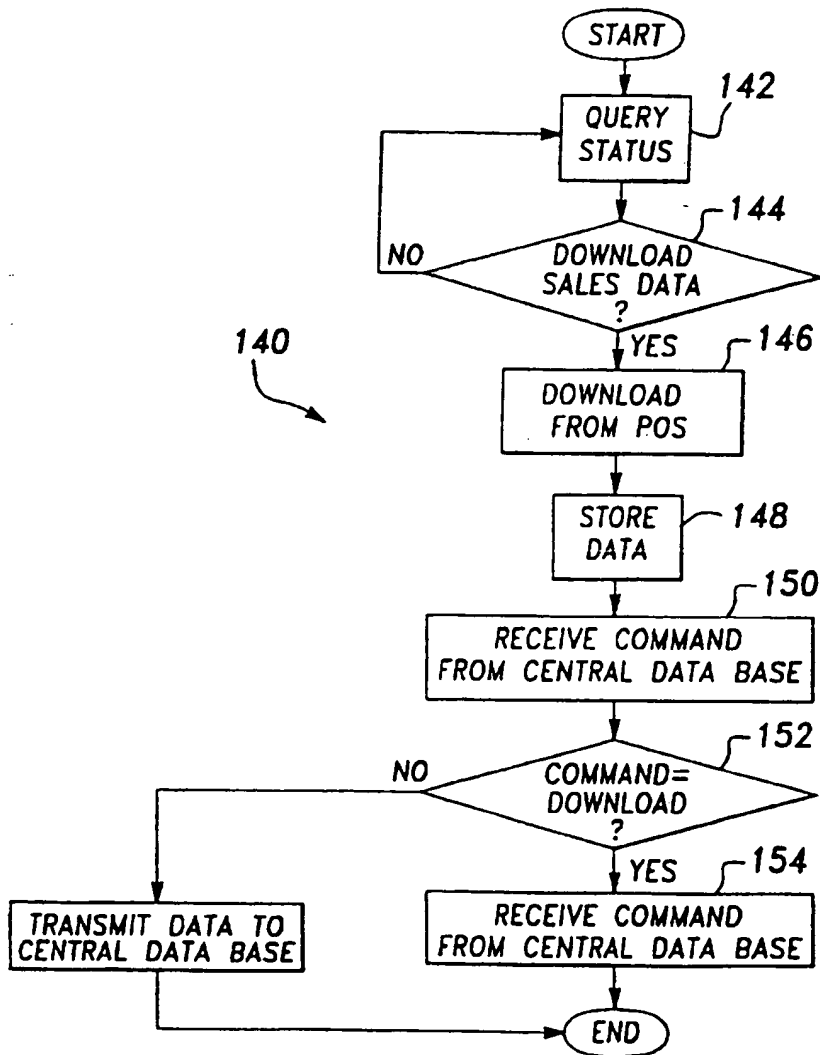 START
142
QUERY
STATUS
144
NO
DOWNLOAD
SALES DATA
?
140
YES
146
DOWNLOAD
FROM POS
STORE
DATA
148
150
RECEIVE COMMAND
FROM CENTRAL DATA BASE
152
NO
COMMAND=
DOWNLOAD
?
YES
154
TRANSMIT DATA TO
CENTRAL DATA BASE
RECEIVE COMMAND
FROM CENTRAL DATA BASE
END